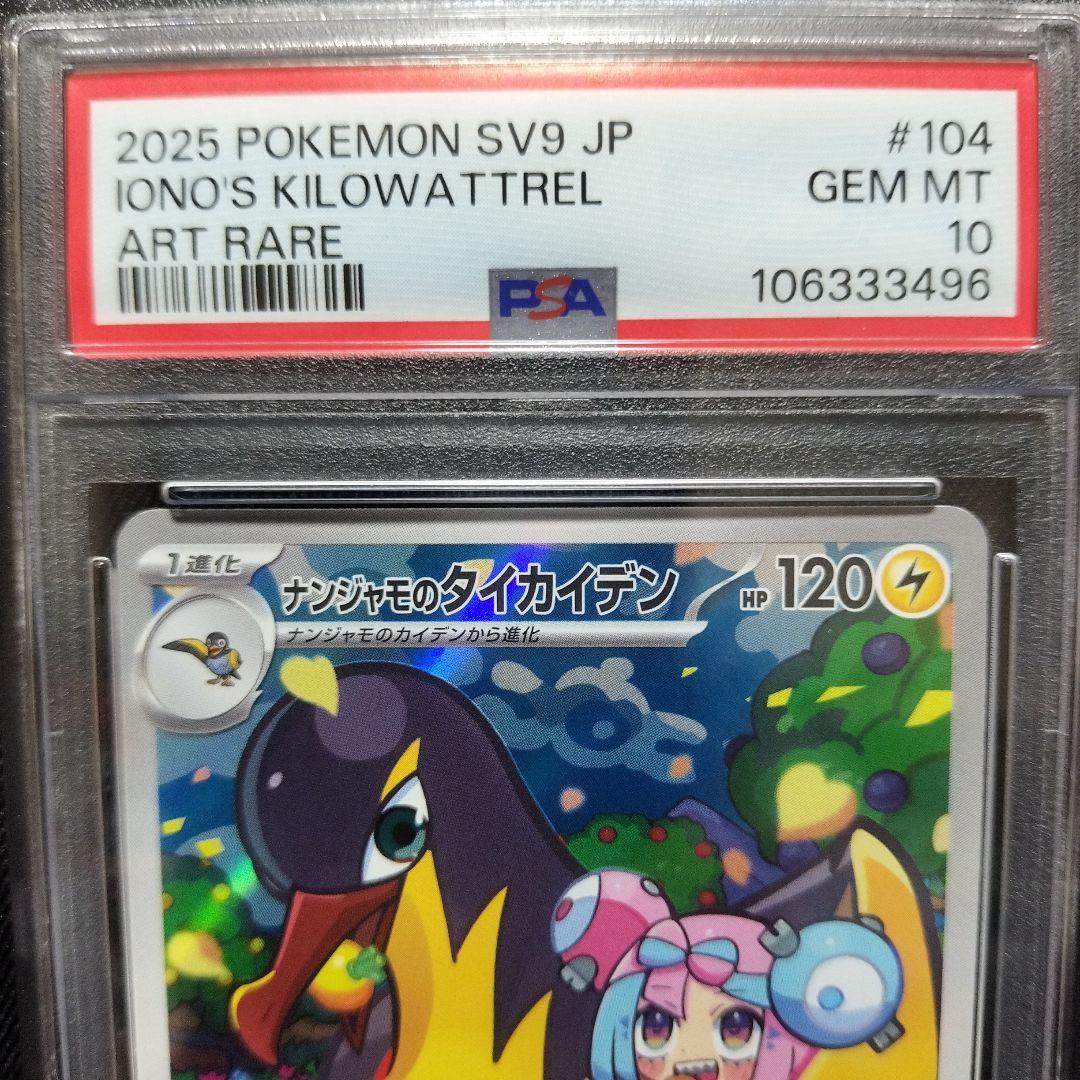 2025 POKEMON SV9 JP #104
IONO'S KILOWATTREL GEM MT
ART RARE 10
PSA 106333496
1進化 ナンジャモのタイカイデン HP 120
ナンジャモのカイデンから進化